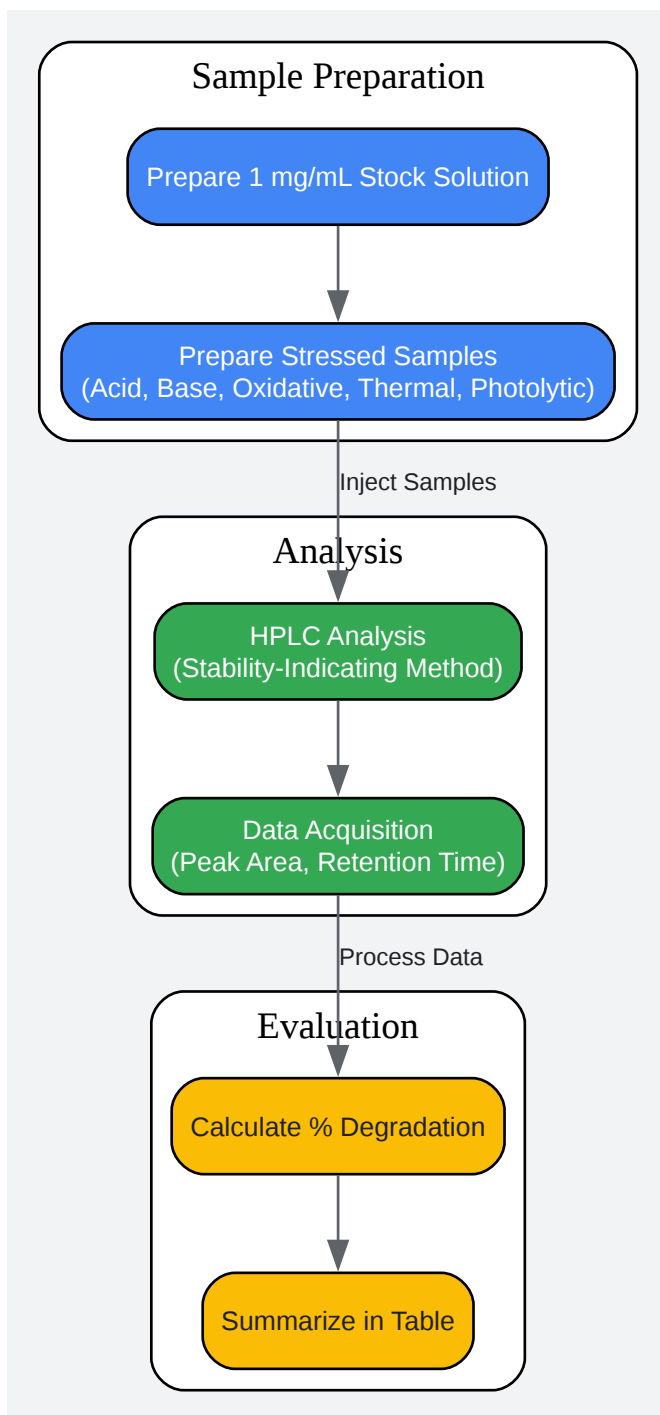 Sample Preparation
Prepare 1 mg/mL Stock Solution
Prepare Stressed Samples
(Acid, Base, Oxidative, Thermal, Photolytic)
Inject Samples
Analysis
HPLC Analysis
(Stability-Indicating Method)
Data Acquisition
(Peak Area, Retention Time)
Process Data
Evaluation
Calculate % Degradation
Summarize in Table